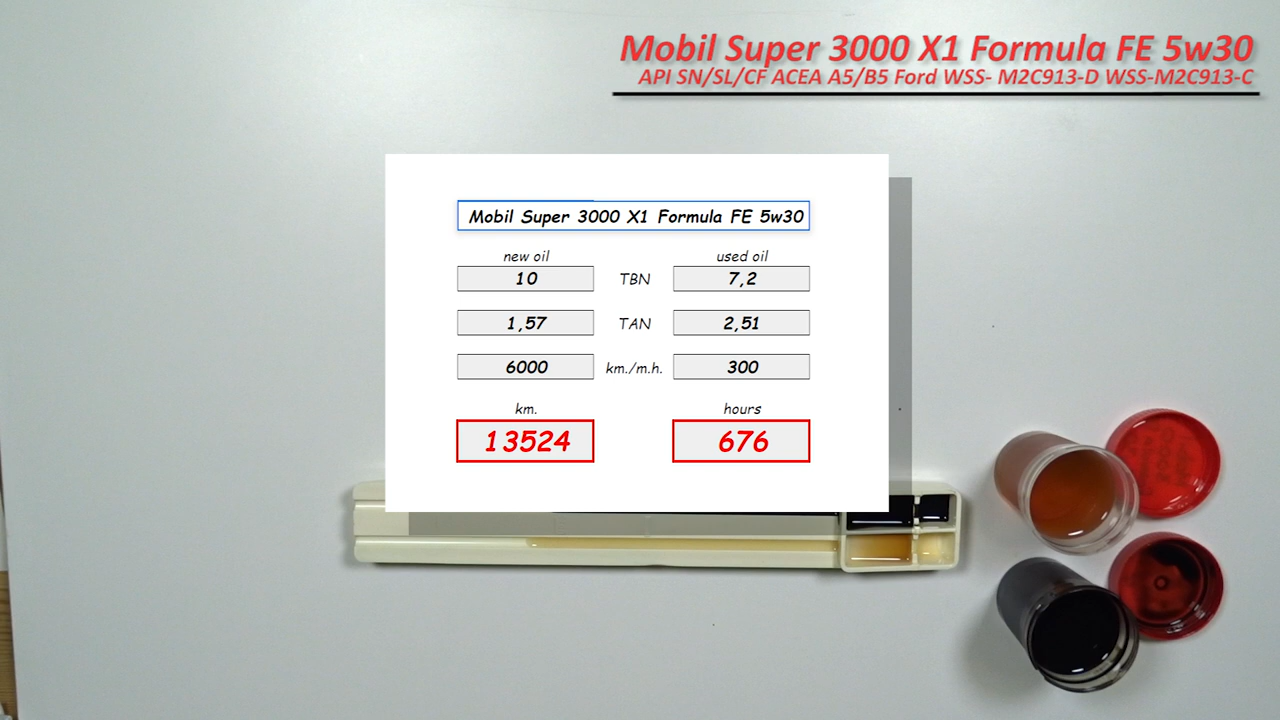 Mobil Super 3000 X1 Formula FE 5w30
API SN/SL/CF ACEA A5/B5 Ford WSS- M2C913-D WSS-M2C913-C
Mobil Super 3000 X1 Formula FE 5w30
new oil used oil
10 TBN 7,2
1,57 TAN 2,51
6000 km./m.h. 300
km. hours
13524 676